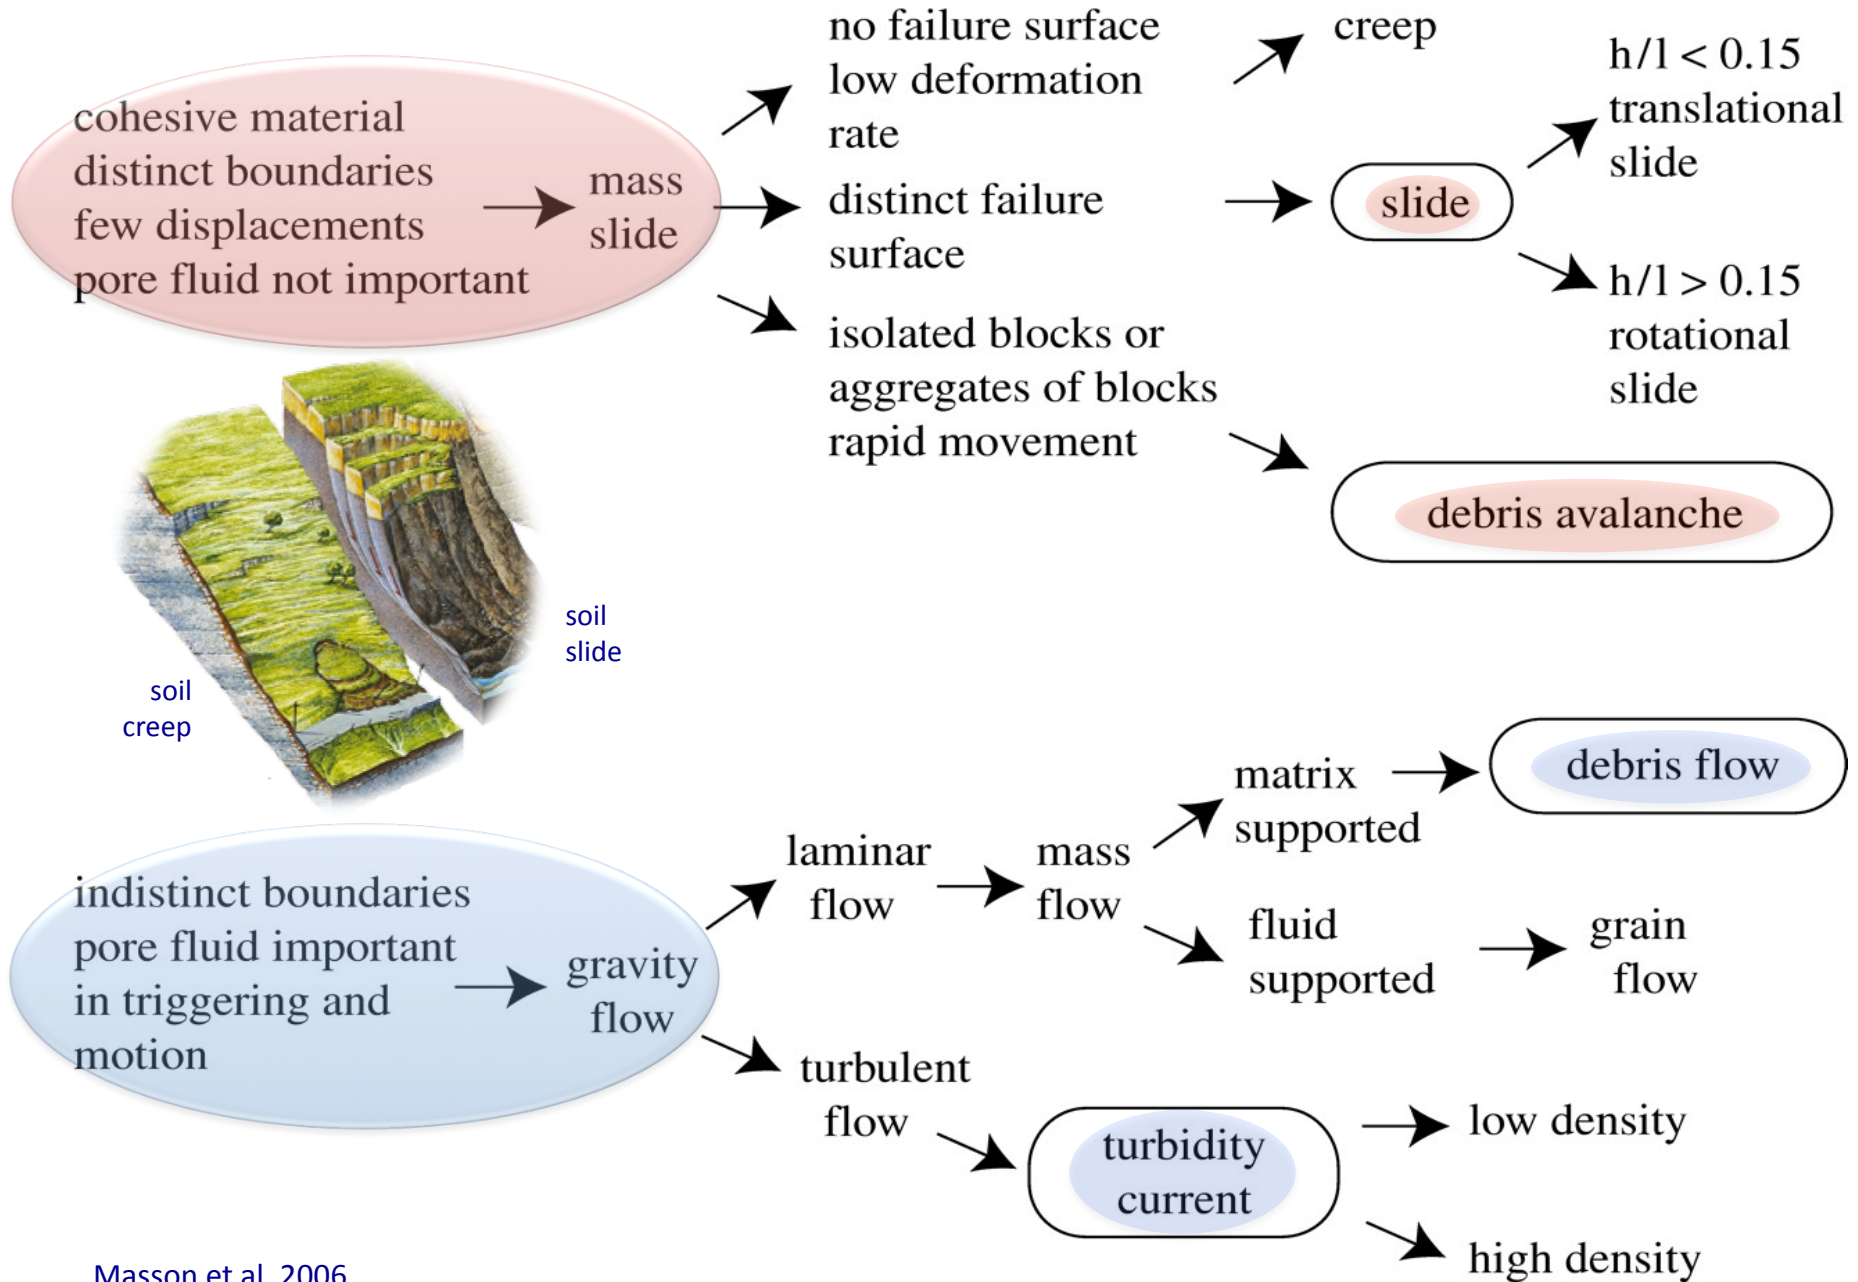 cohesive material
distinct boundaries
few displacements
pore fluid not important
mass
slide
no failure surface
low deformation
rate
creep
distinct failure
surface
slide
h/l < 0.15
translational
slide
h/l > 0.15
rotational
slide
isolated blocks or
aggregates of blocks
rapid movement
debris avalanche
soil
slide
soil
creep
indistinct boundaries
pore fluid important
in triggering and
motion
gravity
flow
laminar
flow
mass
flow
matrix
supported
debris flow
fluid
supported
grain
flow
turbulent
flow
turbidity
current
low density
high density
Masson et al. 2006